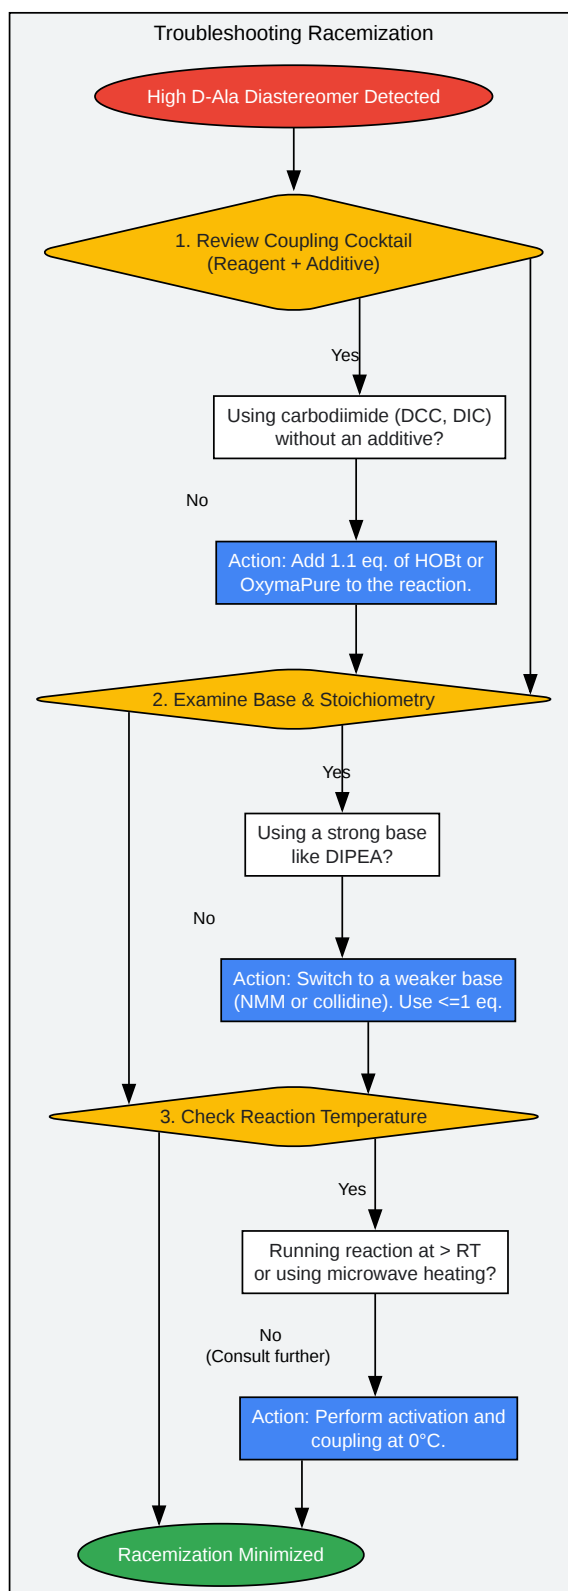 Troubleshooting Racemization
High D-Ala Diastereomer Detected
1. Review Coupling Cocktail
(Reagent + Additive)
Yes
Using carbodiimide (DCC, DIC)
without an additive?
No
Action: Add 1.1 eq. of HOBt or
OxymaPure to the reaction.
2. Examine Base & Stoichiometry
Yes
Using a strong base
like DIPEA?
No
Action: Switch to a weaker base
(NMM or collidine). Use <=1 eq.
3. Check Reaction Temperature
Yes
Running reaction at > RT
or using microwave heating?
No
(Consult further)
Action: Perform activation and
coupling at 0°C.
Racemization Minimized